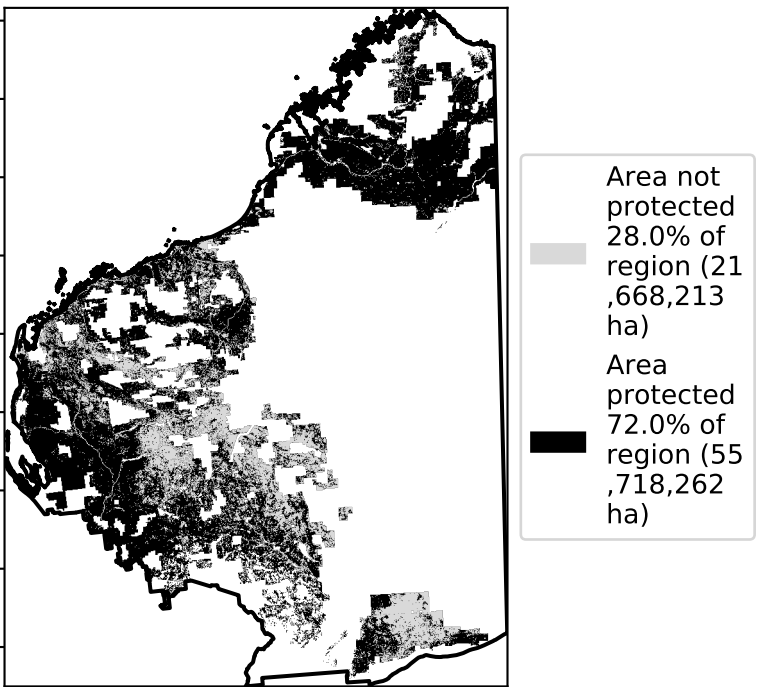 Area not
protected
28.0% of
region (21
,668,213
ha)
Area
protected
72.0% of
region (55
,718,262
ha)